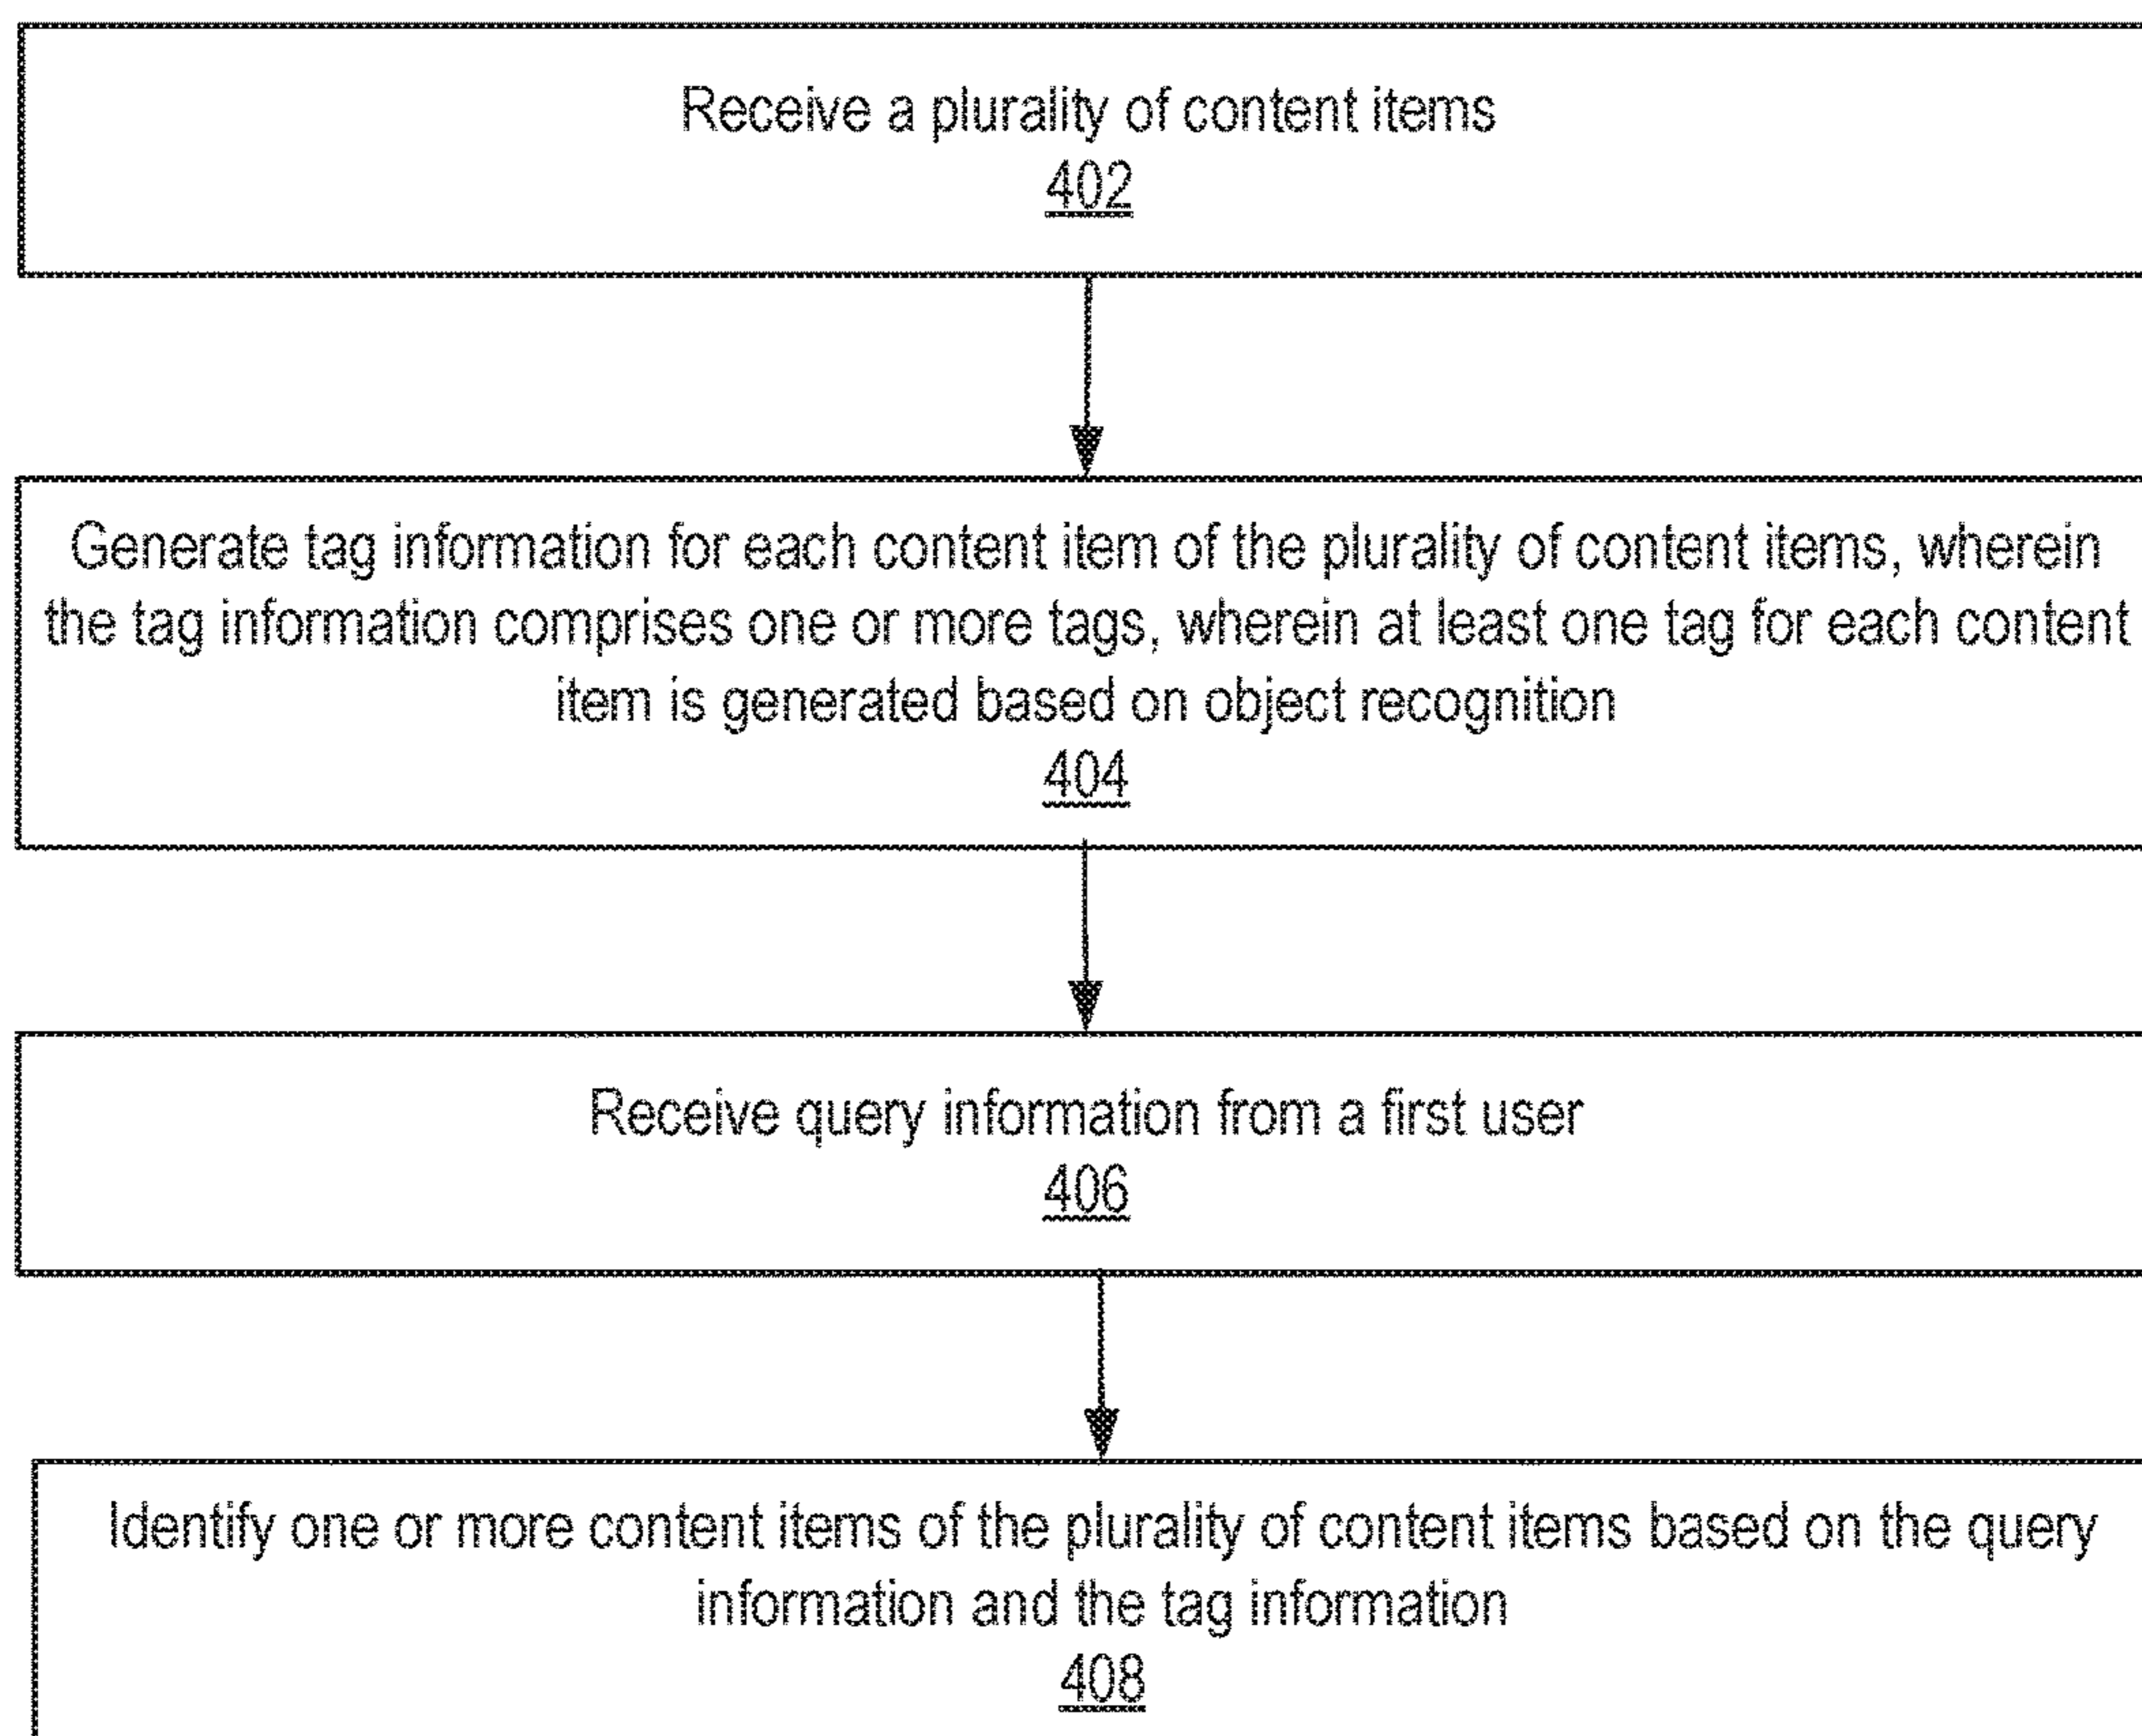 Receive a plurality of content items
402
Generate tag information for each content item of the plurality of content items, wherein
the tag information comprises one or more tags, wherein at least one tag for each content
item is generated based on object recognition
404
Receive query information from a first user
406
Identify one or more content items of the plurality of content items based on the query
information and the tag information
408